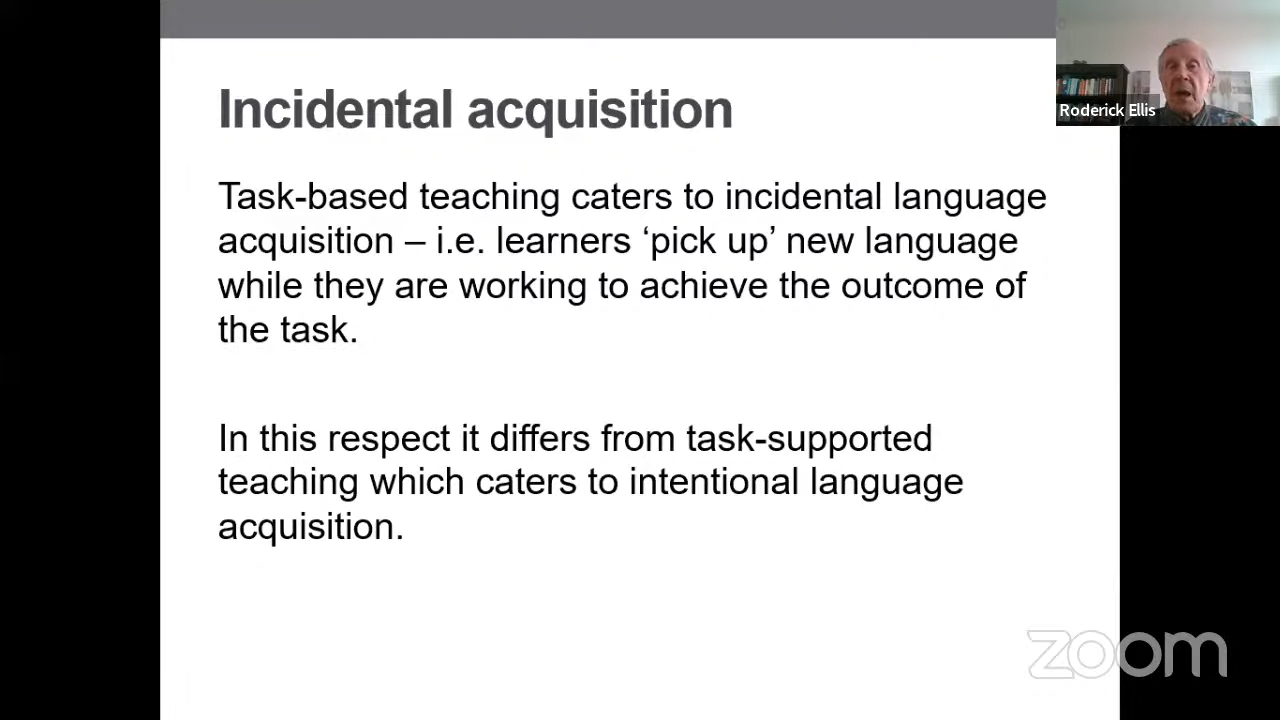 Incidental acquisition
Roderick Ellis
Task-based teaching caters to incidental language
acquisition – i.e. learners ‘pick up’ new language
while they are working to achieve the outcome of
the task.
In this respect it differs from task-supported
teaching which caters to intentional language
acquisition.
zoom